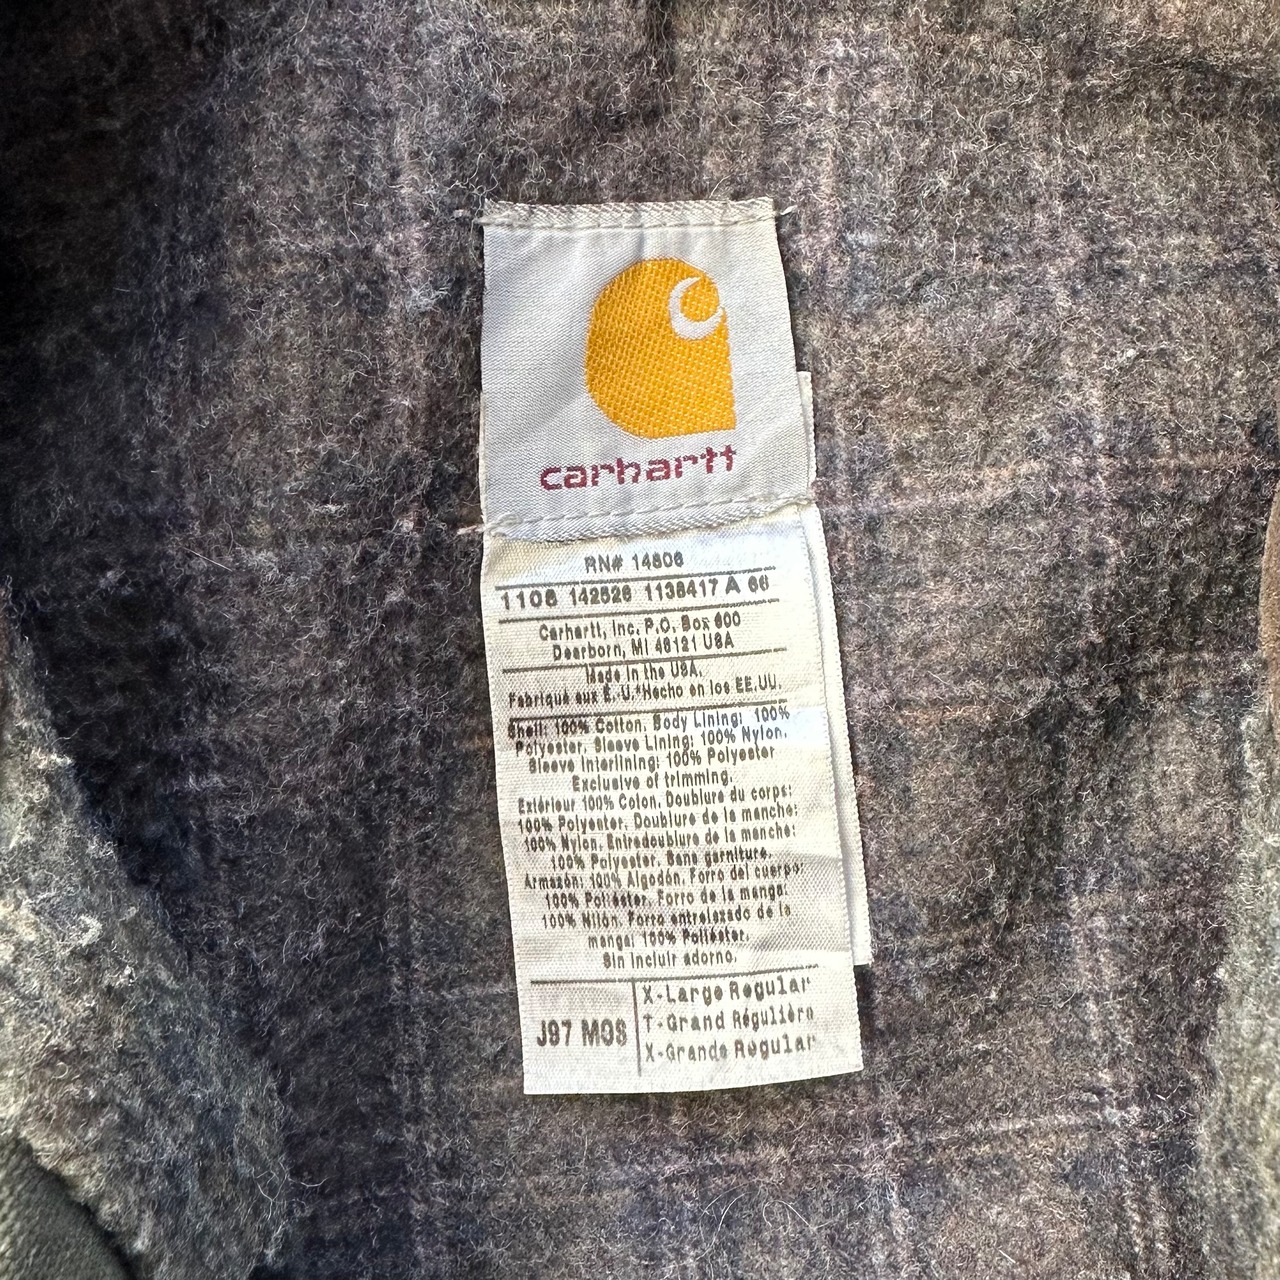 carhartt
RN# 14806
1106 142526 1138417 A 66
Carhartt, Inc. P.O. Box 600
Dearborn, MI 48121 USA
Made in the USA.
Fabriqué aux E.-U.*Hecho en los EE.UU.
Shell: 100% Cotton, Body Lining: 100%
Polyester, Sleeve Lining: 100% Nylon,
Sleeve Interlining: 100% Polyester
Exclusive of trimming.
Extérieur 100% Coton, Doublure du corps:
100% Polyester, Doublure de la manche:
100% Nylon, Entredoublure de la manche:
100% Polyester, Sans garniture.
Armazón: 100% Algodón, Forro del cuerpo:
100% Poliéster, Forro de la manga:
100% Nilón, Forro entrelazado de la
manga: 100% Poliéster,
Sin incluir adorno.
J97 MOS
X-Large Regular
T-Grand Régulière
X-Grande Regular